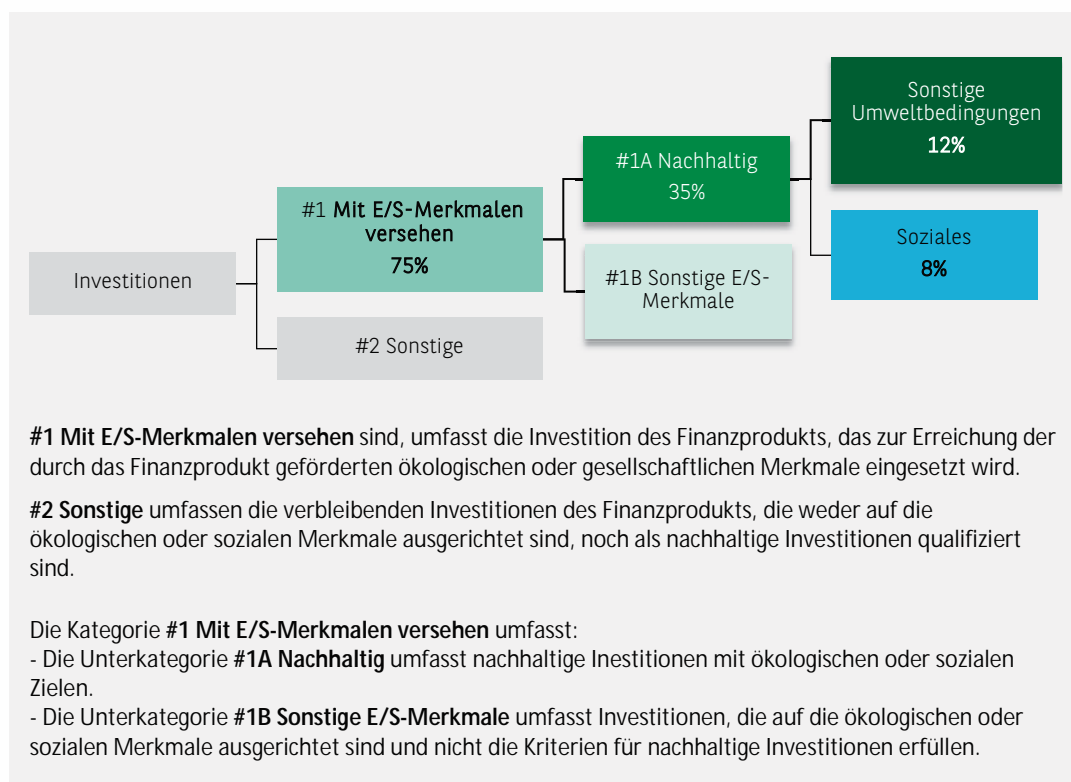 Sonstige
Umweltbedingungen
12%
#1A Nachhaltig
35%
#1 Mit E/S-Merkmalen
versehen
75%
Soziales
8%
Investitionen
#1B Sonstige E/S-
Merkmale
#2 Sonstige
#1 Mit E/S-Merkmalen versehen sind, umfasst die Investition des Finanzprodukts, das zur Erreichung der
durch das Finanzprodukt geförderten ökologischen oder gesellschaftlichen Merkmale eingesetzt wird.
#2 Sonstige umfassen die verbleibenden Investitionen des Finanzprodukts, die weder auf die
ökologischen oder sozialen Merkmale ausgerichtet sind, noch als nachhaltige Investitionen qualifiziert
sind.
Die Kategorie #1 Mit E/S-Merkmalen versehen umfasst:
- Die Unterkategorie #1A Nachhaltig umfasst nachhaltige Inestitionen mit ökologischen oder sozialen
Zielen.
- Die Unterkategorie #1B Sonstige E/S-Merkmale umfasst Investitionen, die auf die ökologischen oder
sozialen Merkmale ausgerichtet sind und nicht die Kriterien für nachhaltige Investitionen erfüllen.